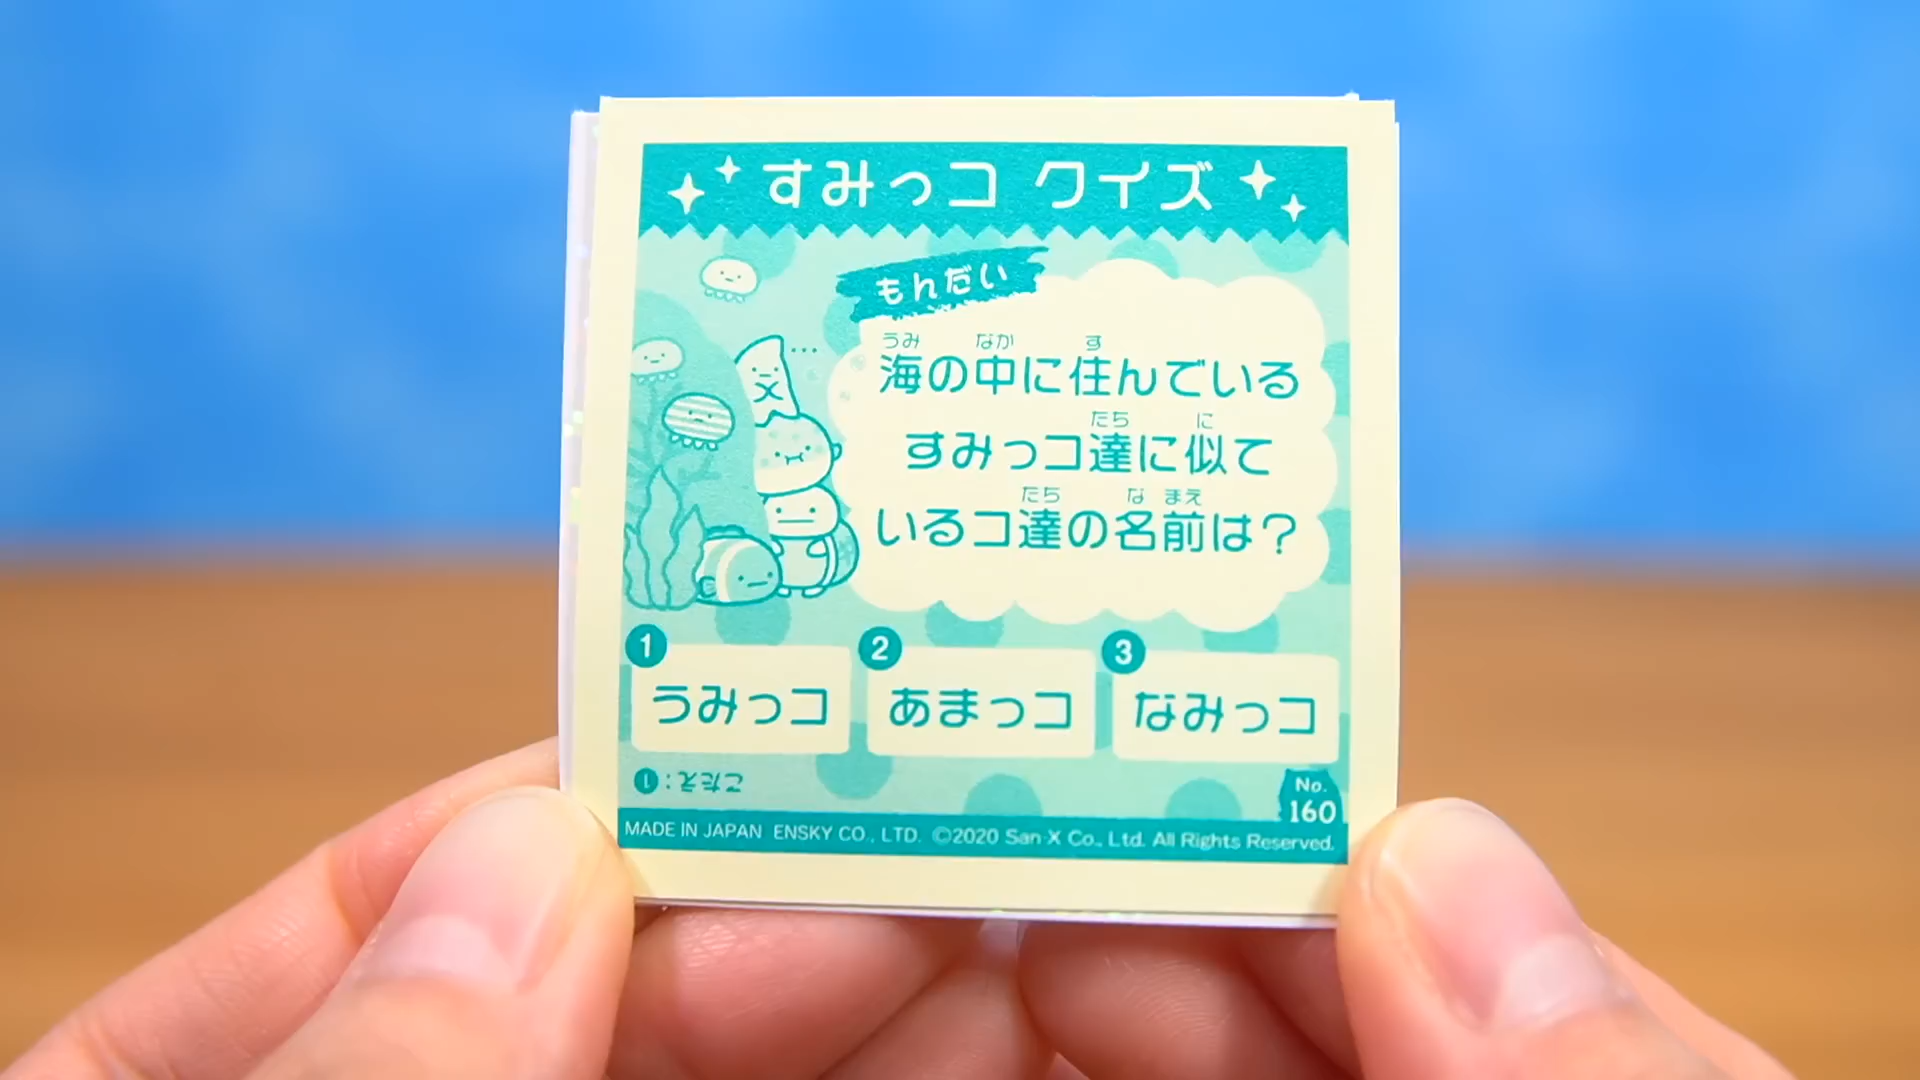 すみっコ クイズ
もんだい
うみ なか す
海の中に住んでいる
たち に
すみっコ達に似て
たち な まえ
いるコ達の名前は？
1 うみっコ
2 あまっコ
3 なみっコ
こたえ：1
No.
160
MADE IN JAPAN ENSKY CO., LTD. ©2020 San-X Co., Ltd. All Rights Reserved.